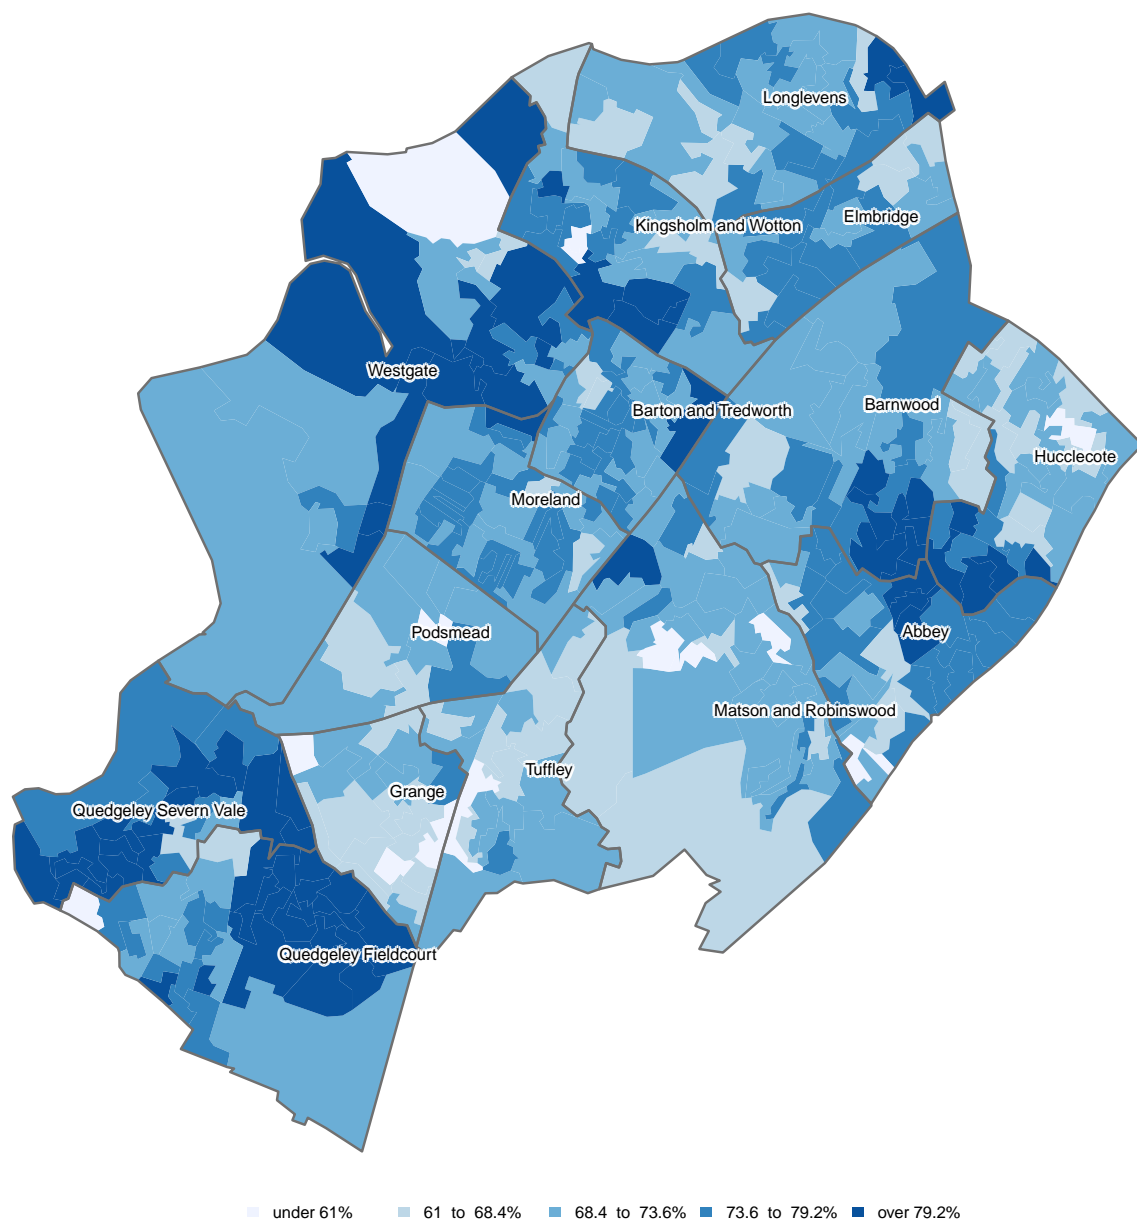 Longlevens
Elmbridge
Kingsholm and Wotton
Westgate
Barnwood
Barton and Tredworth
Hucclecote
Moreland
Podsmead
Abbey
Matson and Robinswood
Tuffley
Grange
Quedgeley Severn Vale
Quedgeley Fieldcourt
under 61% 61 to 68.4% 68.4 to 73.6% 73.6 to 79.2% over 79.2%